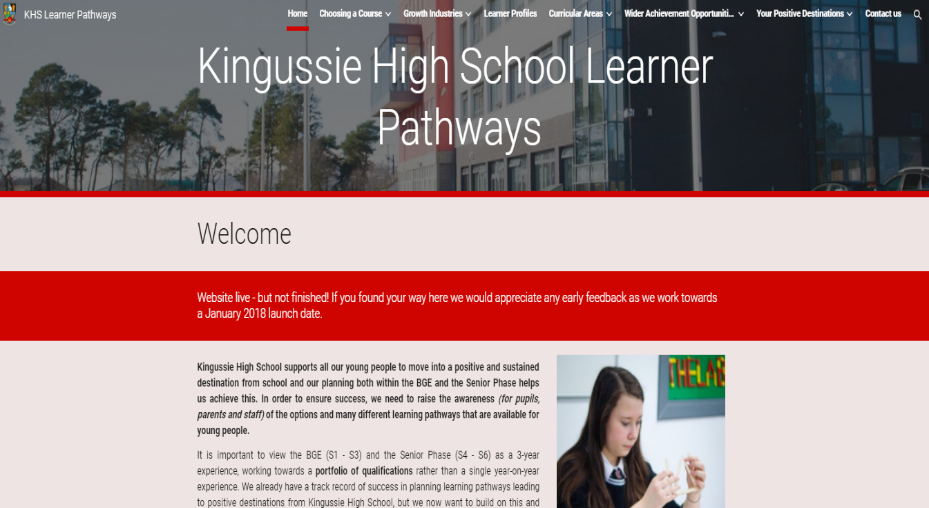 KHS Learner Pathways
Home Choosing a Course Growth Industries Learner Profiles Curricular Areas Wider Achievement Opportuniti... Your Positive Destinations Contact us
Kingussie High School Learner
Pathways
Welcome
Website live - but not finished! If you found your way here we would appreciate any early feedback as we work towards
a January 2018 launch date.
Kingussie High School supports all our young people to move into a positive and sustained
destination from school and our planning both within the BGE and the Senior Phase helps
us achieve this. In order to ensure success, we need to raise the awareness (for pupils,
parents and staff) of the options and many different learning pathways that are available for
young people.
It is important to view the BGE (S1 - S3) and the Senior Phase (S4 - S6) as a 3-year
experience, working towards a portfolio of qualifications rather than a single year-on-year
experience. We already have a track record of success in planning learning pathways leading
to positive destinations from Kingussie High School, but we now want to build on this and
THELAB